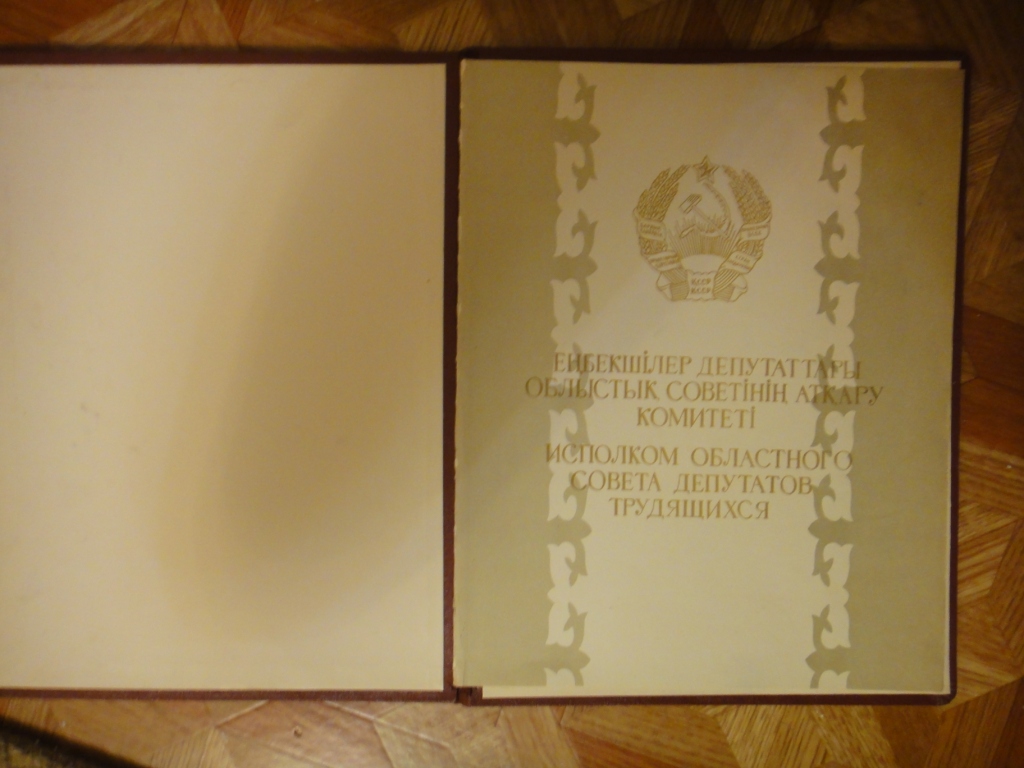 ЕҢБЕКШІЛЕР ДЕПУТАТТАРЫ
ОБЛЫСТЫҚ СОВЕТІНІҢ АТҚАРУ
КОМИТЕТІ
ИСПОЛКОМ ОБЛАСТНОГО
СОВЕТА ДЕПУТАТОВ
ТРУДЯЩИХСЯ